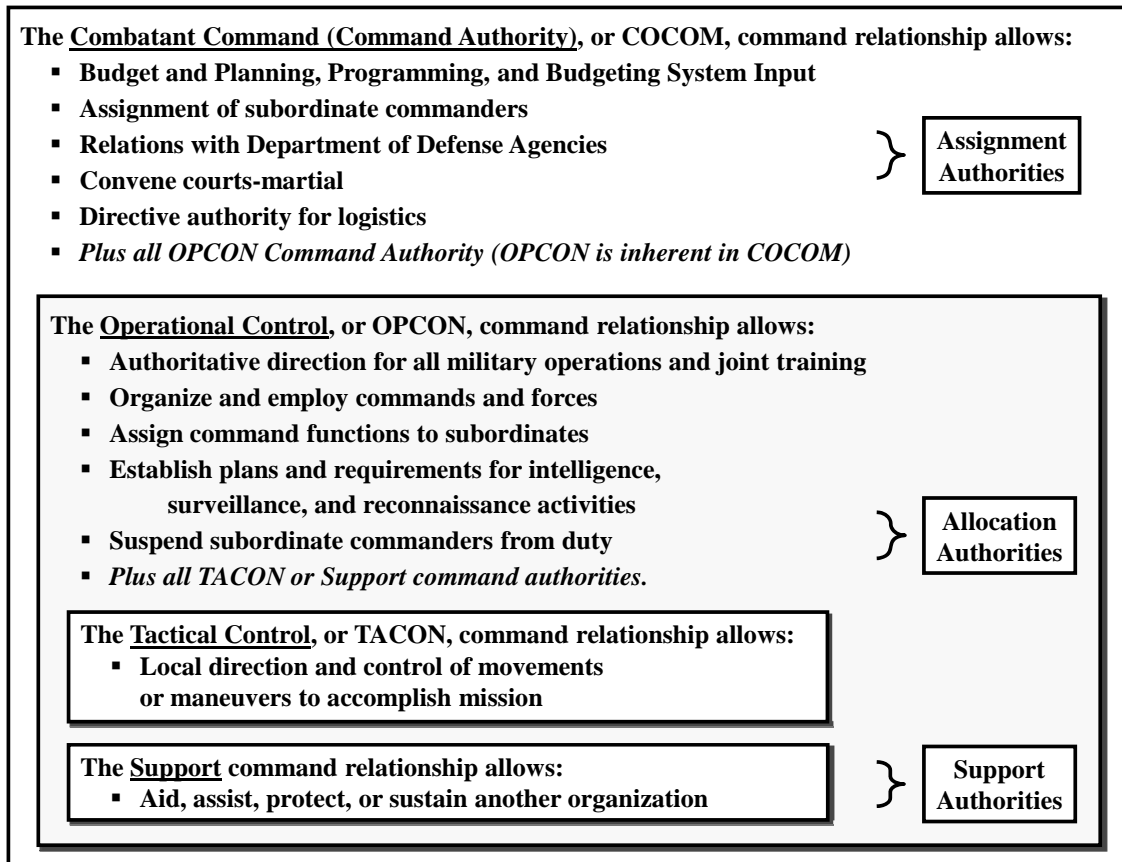 The Combatant Command (Command Authority), or COCOM, command relationship allows:
▪ Budget and Planning, Programming, and Budgeting System Input
▪ Assignment of subordinate commanders
▪ Relations with Department of Defense Agencies
▪ Convene courts-martial
▪ Directive authority for logistics
▪ Plus all OPCON Command Authority (OPCON is inherent in COCOM)
Assignment
Authorities
The Operational Control, or OPCON, command relationship allows:
▪ Authoritative direction for all military operations and joint training
▪ Organize and employ commands and forces
▪ Assign command functions to subordinates
▪ Establish plans and requirements for intelligence,
surveillance, and reconnaissance activities
▪ Suspend subordinate commanders from duty
▪ Plus all TACON or Support command authorities.
Allocation
Authorities
The Tactical Control, or TACON, command relationship allows:
▪ Local direction and control of movements
or maneuvers to accomplish mission
The Support command relationship allows:
▪ Aid, assist, protect, or sustain another organization
Support
Authorities